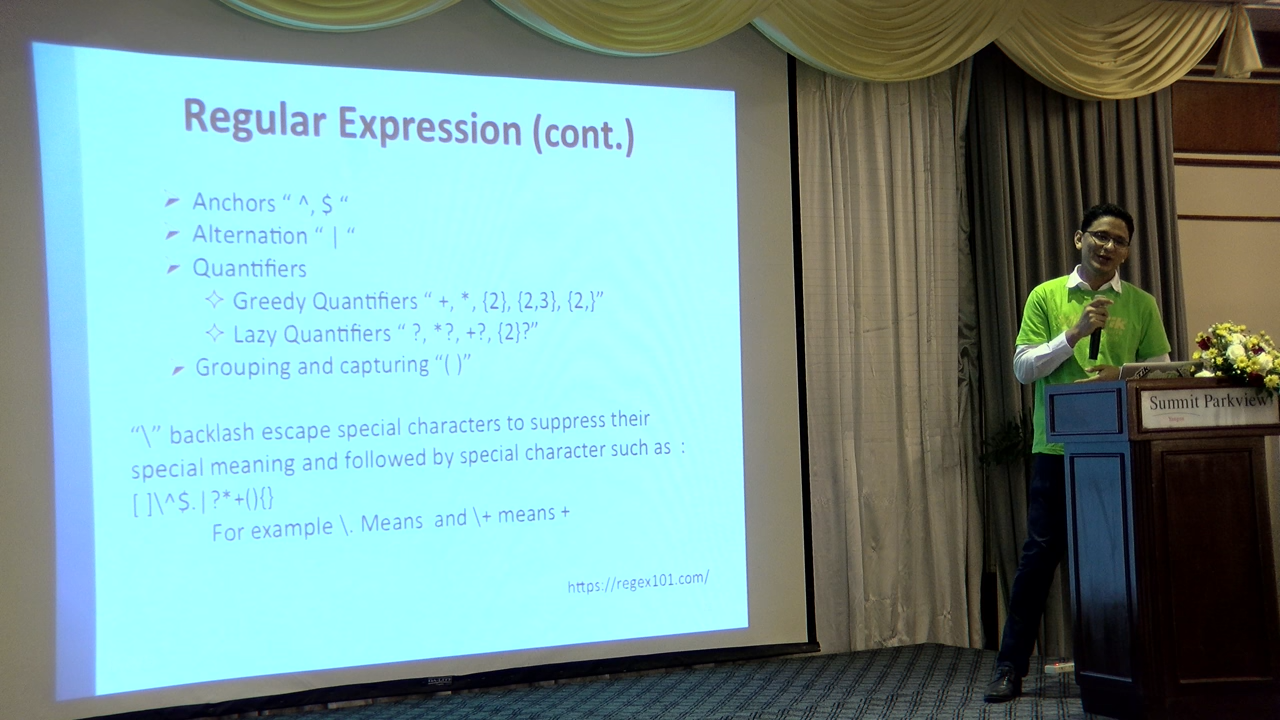 Regular Expression (cont.)
Anchors “ ^, $ “
Alternation “ | “
Quantifiers
Greedy Quantifiers “ +, *, {2}, {2,3}, {2,}”
Lazy Quantifiers “ ?, *?, +?, {2}?”
Grouping and capturing “( )”
“\” backlash escape special characters to suppress their
special meaning and followed by special character such as :
[ ]\^$.|?*+(){}
For example \. Means and \+ means +
https://regex101.com/
Summit Parkview
Yangon